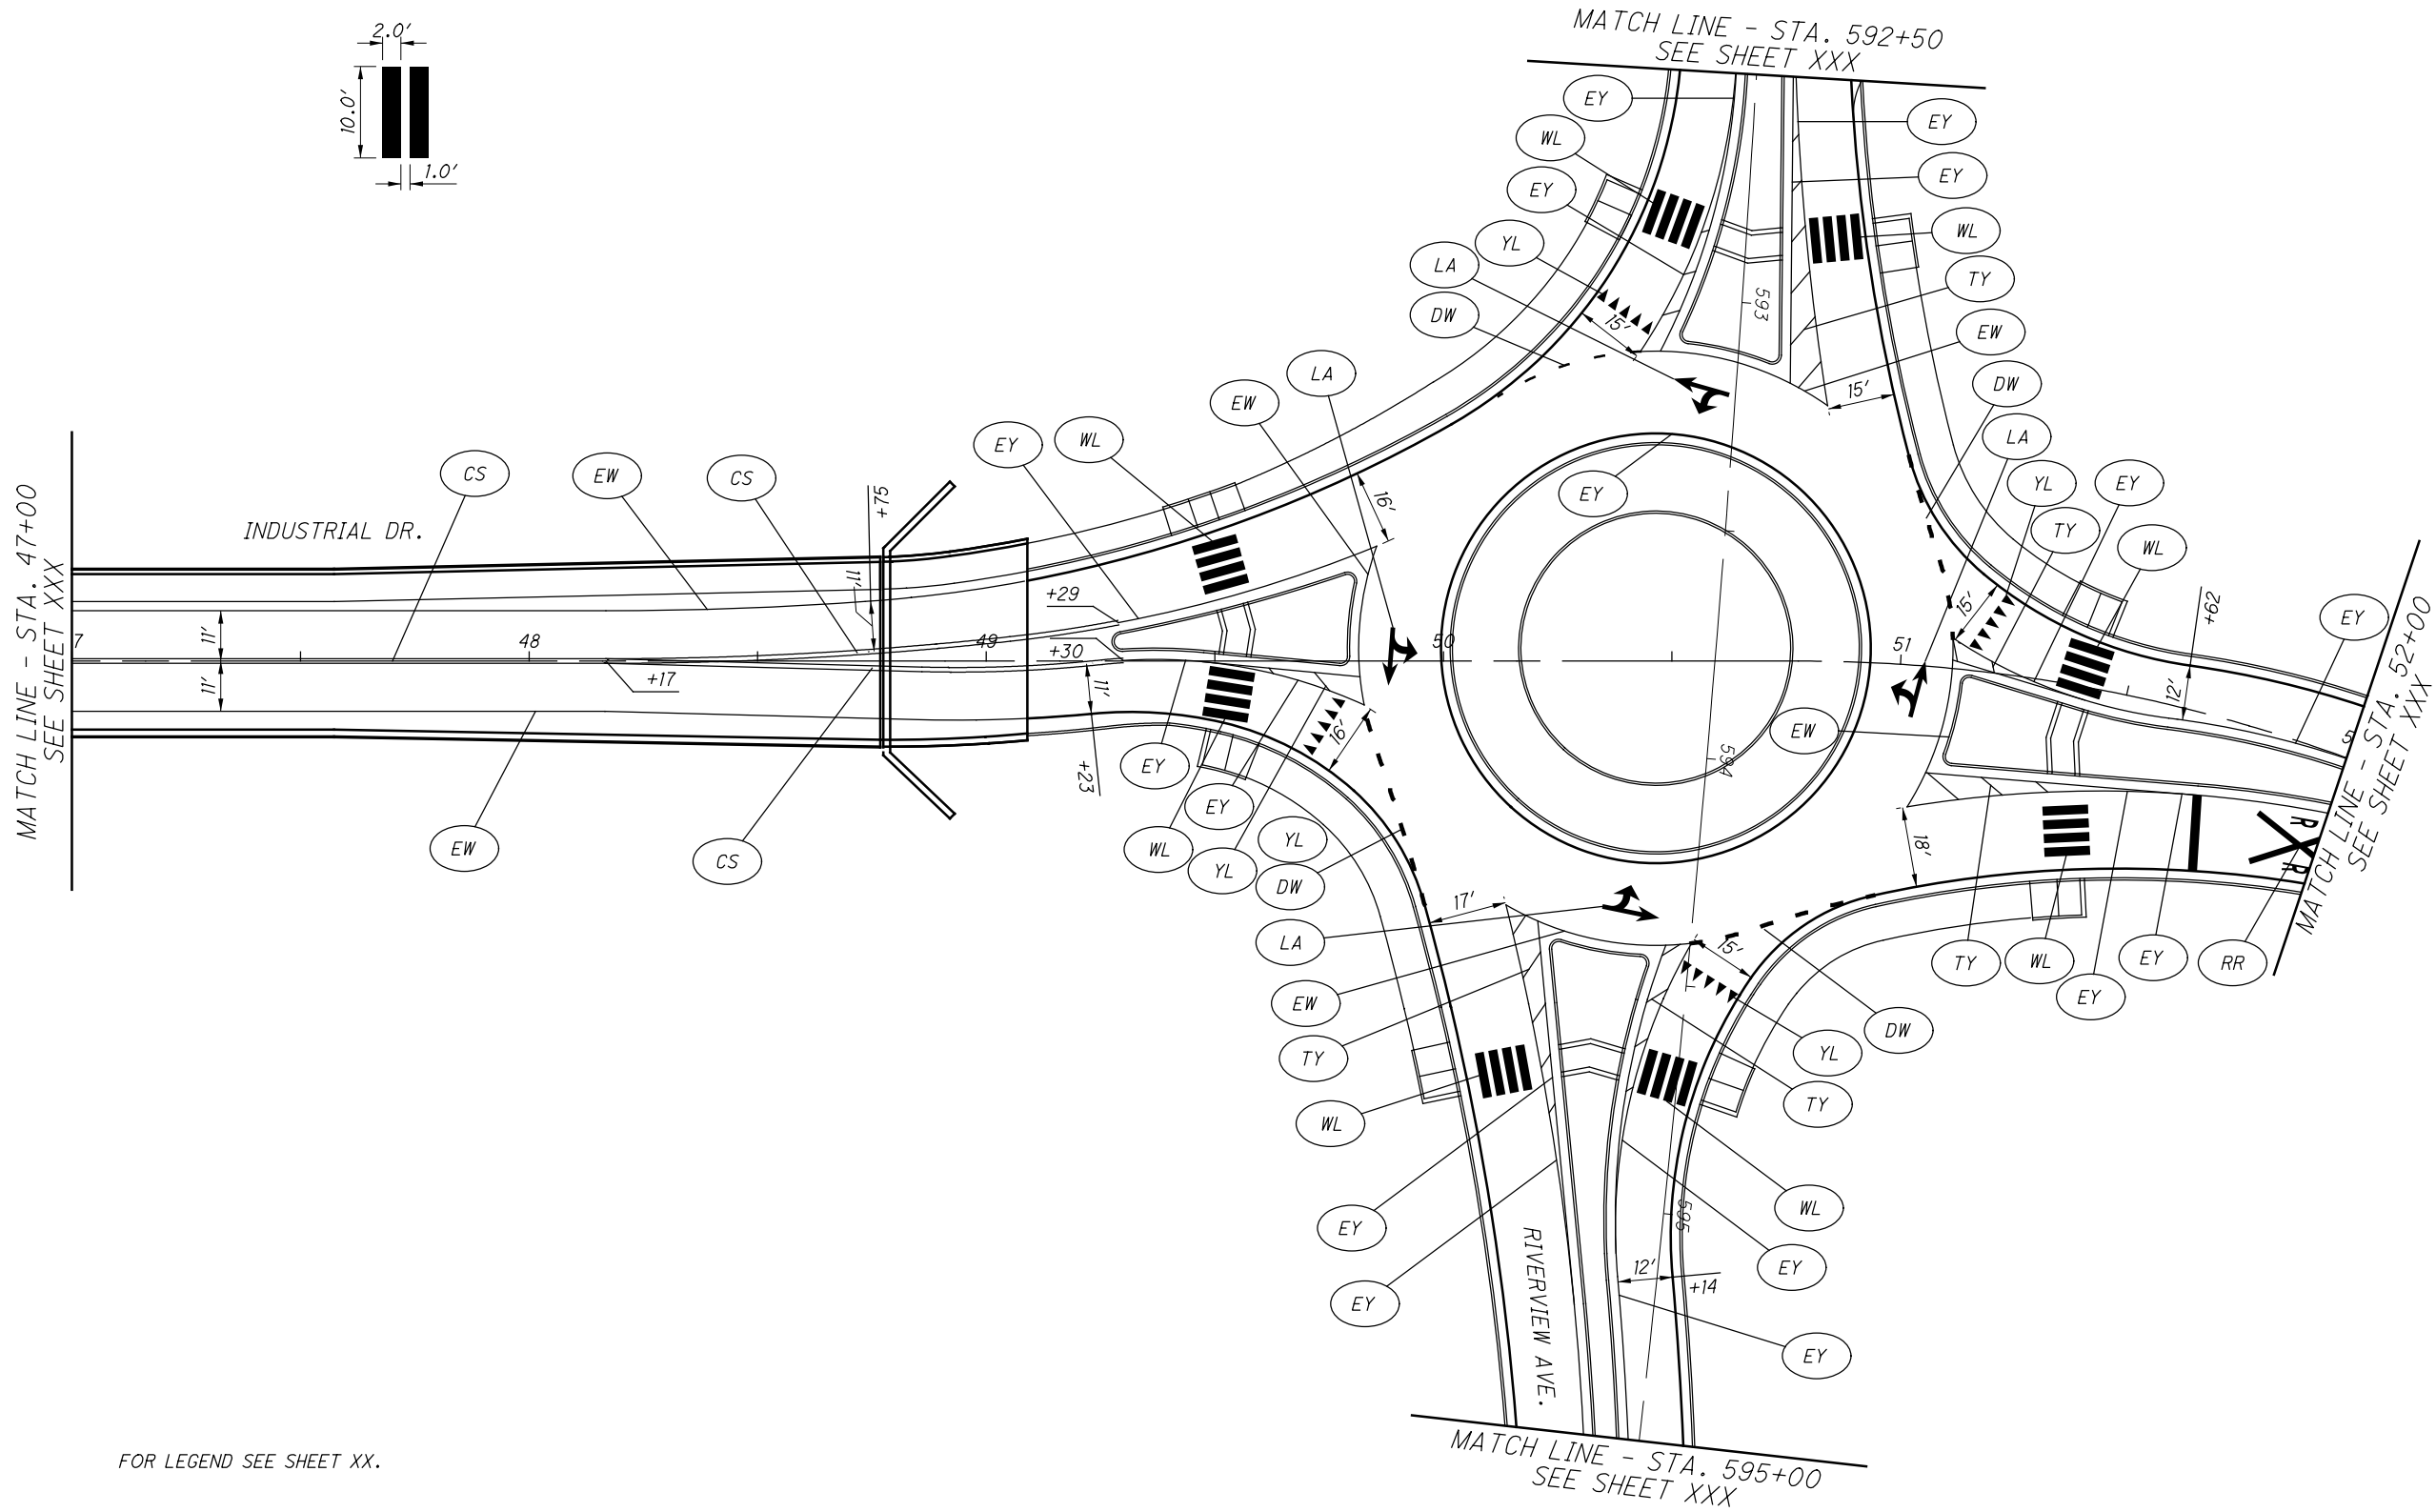 2.0'
10.0'
1.0'
MATCH LINE - STA. 592+50
SEE SHEET XXX
EY
EY
WL
EY
EY
WL
YL
LA
TY
DW
593
15'
EW
15'
LA
DW
EW
LA
EY
WL
CS
EW
CS
EY
YL
EY
16'
TY
WL
+75
MATCH LINE - STA. 47+00
SEE SHEET XXX
INDUSTRIAL DR.
11'
+29
15'
+62
EY
11'
7
48
49
50
51
+30
+17
11'
11'
12'
16'
EW
5
MATCH LINE - STA. 52+00
SEE SHEET XXX
594
+23
EY
EY
EW
CS
WL
YL
YL
DW
18'
R
R
17'
LA
15'
TY
WL
EY
EY
RR
EW
DW
TY
YL
TY
WL
WL
EY
595
EY
RIVERVIEW AVE.
12'
+14
EY
EY
MATCH LINE - STA. 595+00
SEE SHEET XXX
FOR LEGEND SEE SHEET XX.